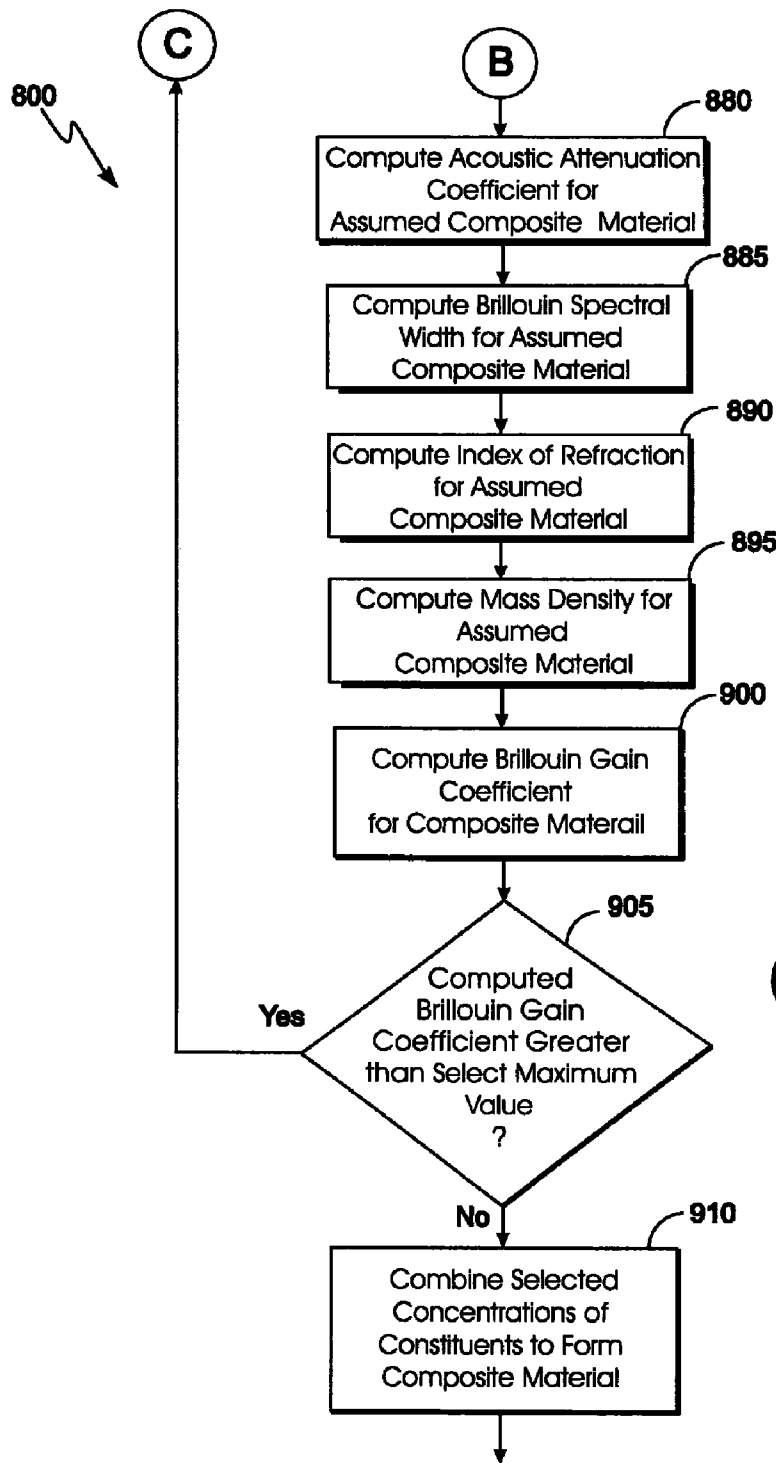 C
B
800
880
Compute Acoustic Attenuation
Coefficient for
Assumed Composite Material
885
Compute Brillouin Spectral
Width for Assumed
Composite Material
890
Compute Index of Refraction
for Assumed
Composite Material
895
Compute Mass Density for
Assumed
Composite Material
900
Compute Brillouin Gain
Coefficient
for Composite Materail
905
Computed
Brillouin Gain
Coefficient Greater
than Select Maximum
Value
?
Yes
No
910
Combine Selected
Concentrations of
Constituents to Form
Composite Material